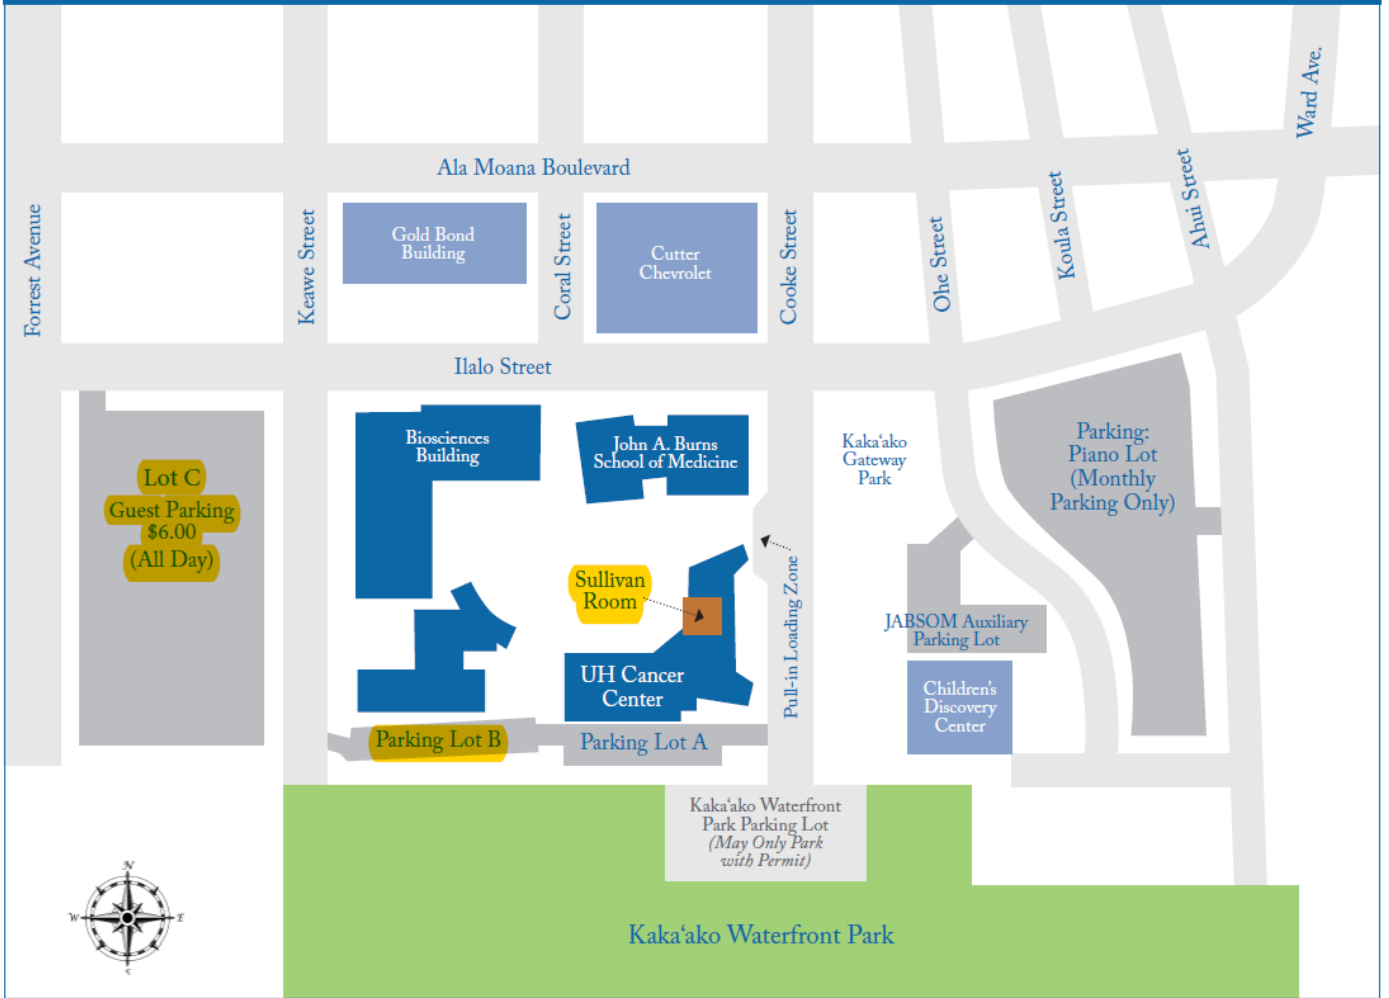 Ward Ave.
Ala Moana Boulevard
Forrest Avenue
Keawe Street
Gold Bond
Building
Coral Street
Cutter
Chevrolet
Cooke Street
Ohe Street
Koula Street
Ahui Street
Ilalo Street
Lot C
Guest Parking
$6.00
(All Day)
Biosciences
Building
John A. Burns
School of Medicine
Kaka‘ako
Gateway
Park
Parking:
Piano Lot
(Monthly
Parking Only)
Sullivan
Room
Pull-in Loading Zone
UH Cancer
Center
JABSOM Auxiliary
Parking Lot
Children's
Discovery
Center
Parking Lot B
Parking Lot A
Kaka‘ako Waterfront
Park Parking Lot
(May Only Park
with Permit)
N
W
E
S
Kaka‘ako Waterfront Park